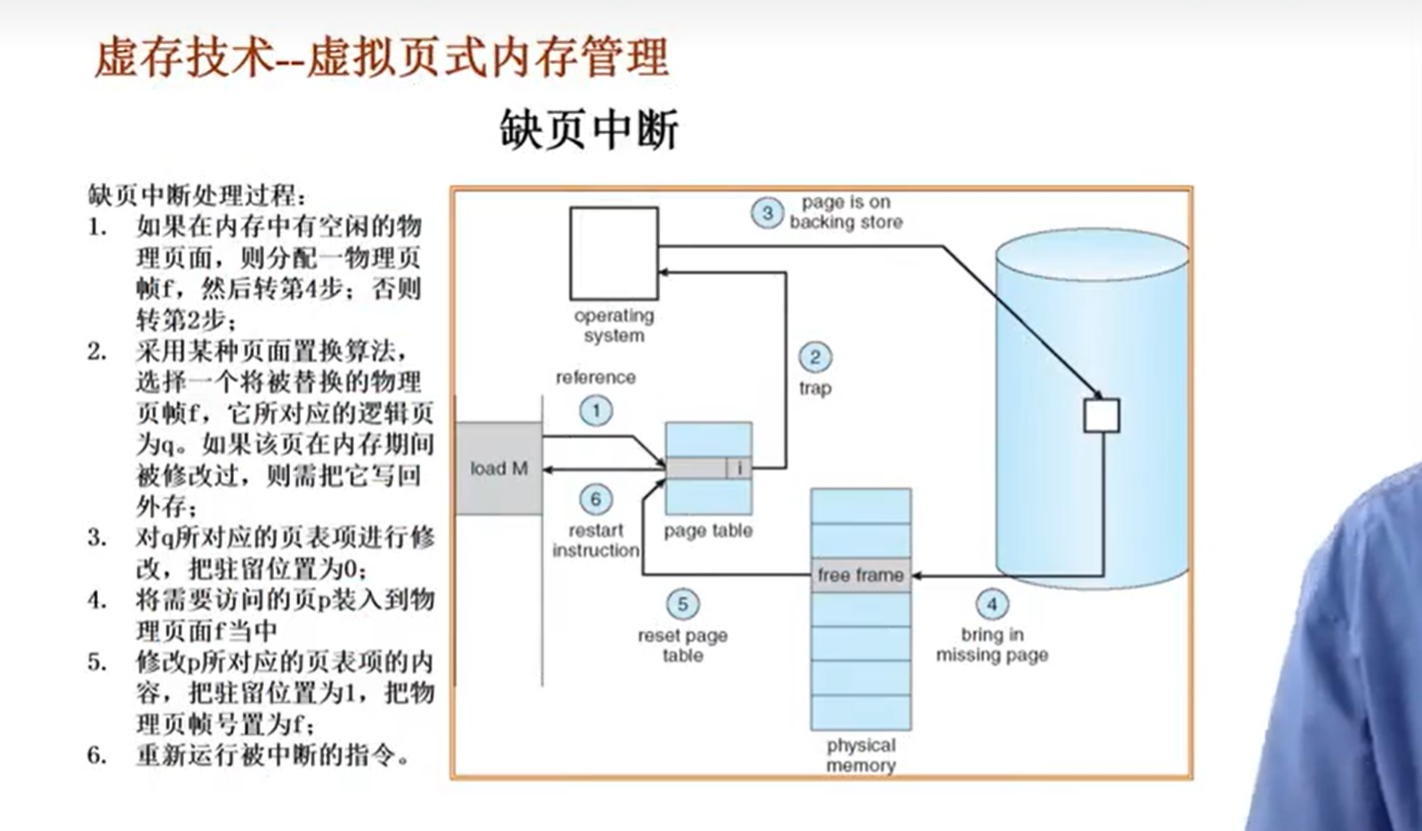 虚存技术--虚拟页式内存管理
缺页中断
缺页中断处理过程：
1. 如果在内存中有空闲的物
理页面，则分配一物理页
帧f，然后转第4步；否则
转第2步；
2. 采用某种页面置换算法，
选择一个将被替换的物理
页帧f，它所对应的逻辑页
为q。如果该页在内存期间
被修改过，则需把它写回
外存；
3. 对q所对应的页表项进行修
改，把驻留位置为0；
4. 将需要访问的页p装入到物
理页面f当中
5. 修改p所对应的页表项的内
容，把驻留位置为1，把物
理页帧号置为f；
6. 重新运行被中断的指令。
3
page is on
backing store
operating
system
reference
1
2
trap
load M
i
6
restart
instruction
page table
free frame
5
reset page
table
4
bring in
missing page
physical
memory